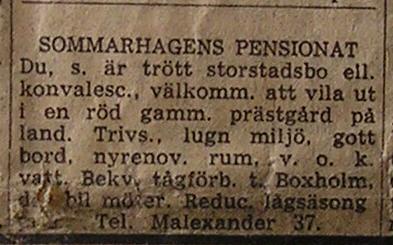 SOMMARHAGENS PENSIONAT
Du, s. är trött storstadsbo ell.
konvalesc., välkomm. att vila ut
i en röd gamm. prästgård på
land. Trivs., lugn miljö, gott
bord, nyrenov. rum, v. o. k.
vatt. Bekv. tågförb. t. Boxholm,
bil möter. Reduc. lågsäsong
Tel. Malexander 37.